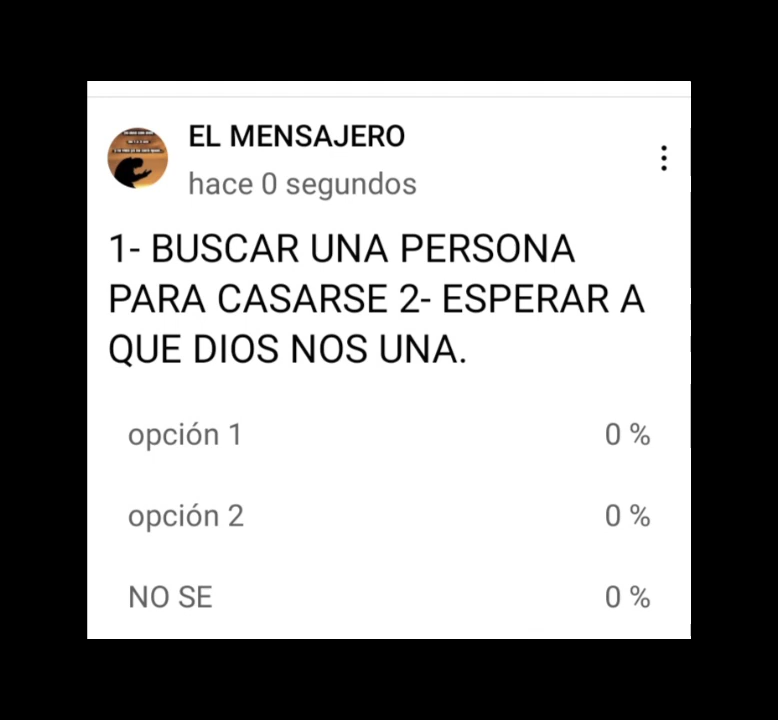 EL MENSAJERO
hace 0 segundos
1- BUSCAR UNA PERSONA
PARA CASARSE 2- ESPERAR A
QUE DIOS NOS UNA.
opción 1 0 %
opción 2 0 %
NO SE 0 %